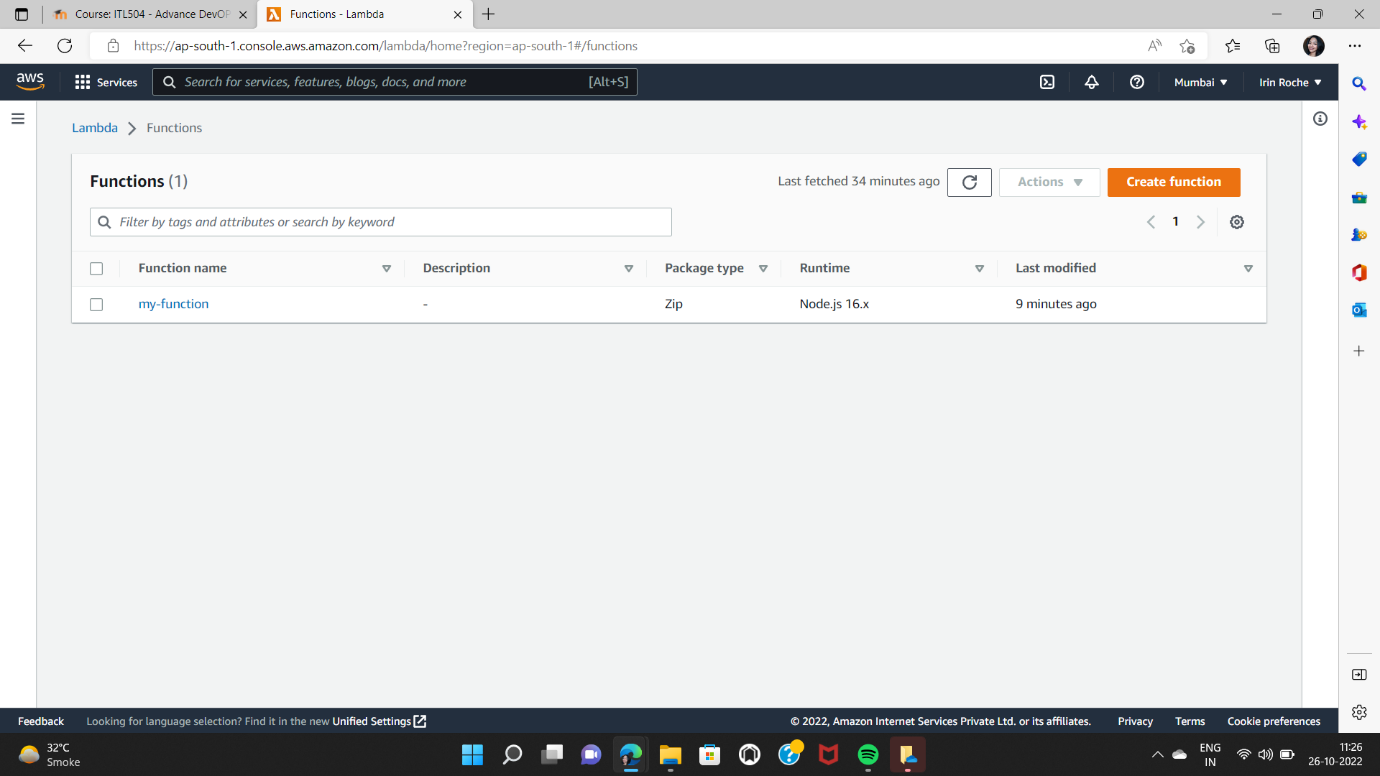 Course: ITL504 - Advance DevOP
Functions - Lambda
https://ap-south-1.console.aws.amazon.com/lambda/home?region=ap-south-1#/functions
aws
Services
Search for services, features, blogs, docs, and more
[Alt+S]
Mumbai
Irin Roche
Lambda
Functions
Functions (1)
Last fetched 34 minutes ago
Actions
Create function
Filter by tags and attributes or search by keyword
1
Function name
Description
Package type
Runtime
Last modified
my-function
-
Zip
Node.js 16.x
9 minutes ago
Feedback
Looking for language selection? Find it in the new Unified Settings
© 2022, Amazon Internet Services Private Ltd. or its affiliates.
Privacy
Terms
Cookie preferences
32°C
Smoke
ENG
IN
11:26
26-10-2022